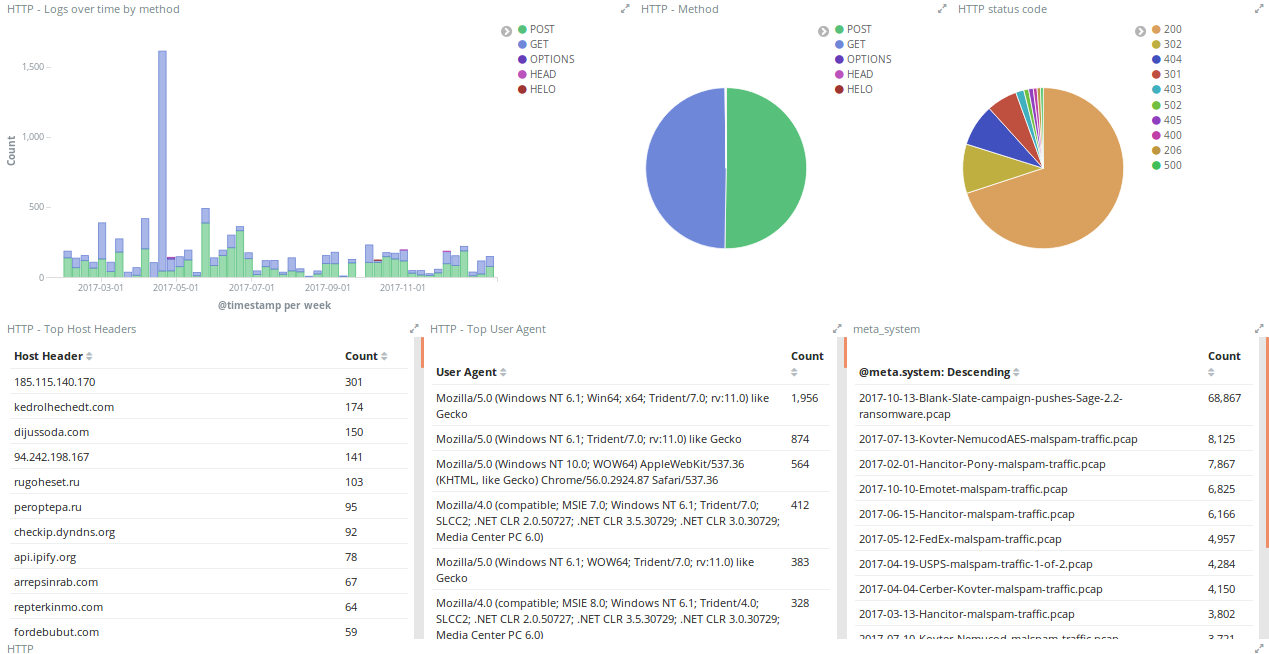 HTTP - Logs over time by method
POST
GET
OPTIONS
HEAD
HELO
1,500
1,000
500
0
Count
2017-03-01 2017-05-01 2017-07-01 2017-09-01 2017-11-01
@timestamp per week
HTTP - Method
POST
GET
OPTIONS
HEAD
HELO
HTTP status code
200
302
404
301
403
502
405
400
206
500
HTTP - Top Host Headers
Host Header Count
185.115.140.170 301
kedrolhechedt.com 174
dijussoda.com 150
94.242.198.167 141
rugoheset.ru 103
peroptepa.ru 95
checkip.dyndns.org 92
api.ipify.org 78
arrepsinrab.com 67
repterkinmo.com 64
fordebubut.com 59
HTTP - Top User Agent
User Agent Count
Mozilla/5.0 (Windows NT 6.1; Win64; x64; Trident/7.0; rv:11.0) like 1,956
Gecko
Mozilla/5.0 (Windows NT 6.1; Trident/7.0; rv:11.0) like Gecko 874
Mozilla/5.0 (Windows NT 10.0; WOW64) AppleWebKit/537.36 564
(KHTML, like Gecko) Chrome/56.0.2924.87 Safari/537.36
Mozilla/4.0 (compatible; MSIE 7.0; Windows NT 6.1; Trident/7.0; 412
SLCC2; .NET CLR 2.0.50727; .NET CLR 3.5.30729; .NET CLR 3.0.30729;
Media Center PC 6.0)
Mozilla/5.0 (Windows NT 6.1; WOW64; Trident/7.0; rv:11.0) like 383
Gecko
Mozilla/4.0 (compatible; MSIE 8.0; Windows NT 6.1; Trident/4.0; 328
SLCC2; .NET CLR 2.0.50727; .NET CLR 3.5.30729; .NET CLR 3.0.30729;
Media Center PC 6.0)
meta_system
@meta.system: Descending Count
2017-10-13-Blank-Slate-campaign-pushes-Sage-2.2- 68,867
ransomware.pcap
2017-07-13-Kovter-NemucodAES-malspam-traffic.pcap 8,125
2017-02-01-Hancitor-Pony-malspam-traffic.pcap 7,867
2017-10-10-Emotet-malspam-traffic.pcap 6,825
2017-06-15-Hancitor-malspam-traffic.pcap 6,166
2017-05-12-FedEx-malspam-traffic.pcap 4,957
2017-04-19-USPS-malspam-traffic-1-of-2.pcap 4,284
2017-04-04-Cerber-Kovter-malspam-traffic.pcap 4,150
2017-03-13-Hancitor-malspam-traffic.pcap 3,802
2017-07-10-Kovter-Nemucod-malspam-traffic.pcap 3,721
HTTP